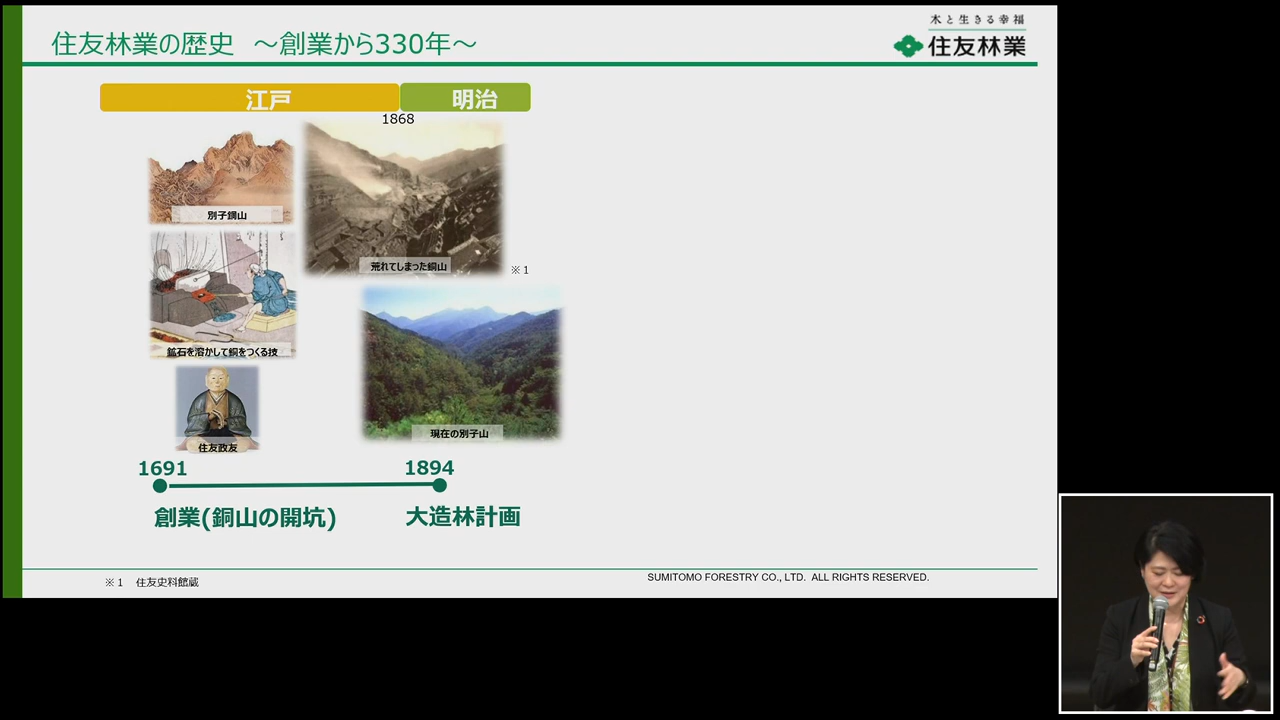 住友林業の歴史 ～創業から330年～
木と生きる幸福
住友林業
江戸
明治
1868
別子銅山
荒れてしまった銅山
※１
鉱石を溶かして銅をつくる技
現在の別子山
住友政友
1691
1894
創業(銅山の開坑)
大造林計画
※１ 住友史料館蔵
SUMITOMO FORESTRY CO., LTD. ALL RIGHTS RESERVED.